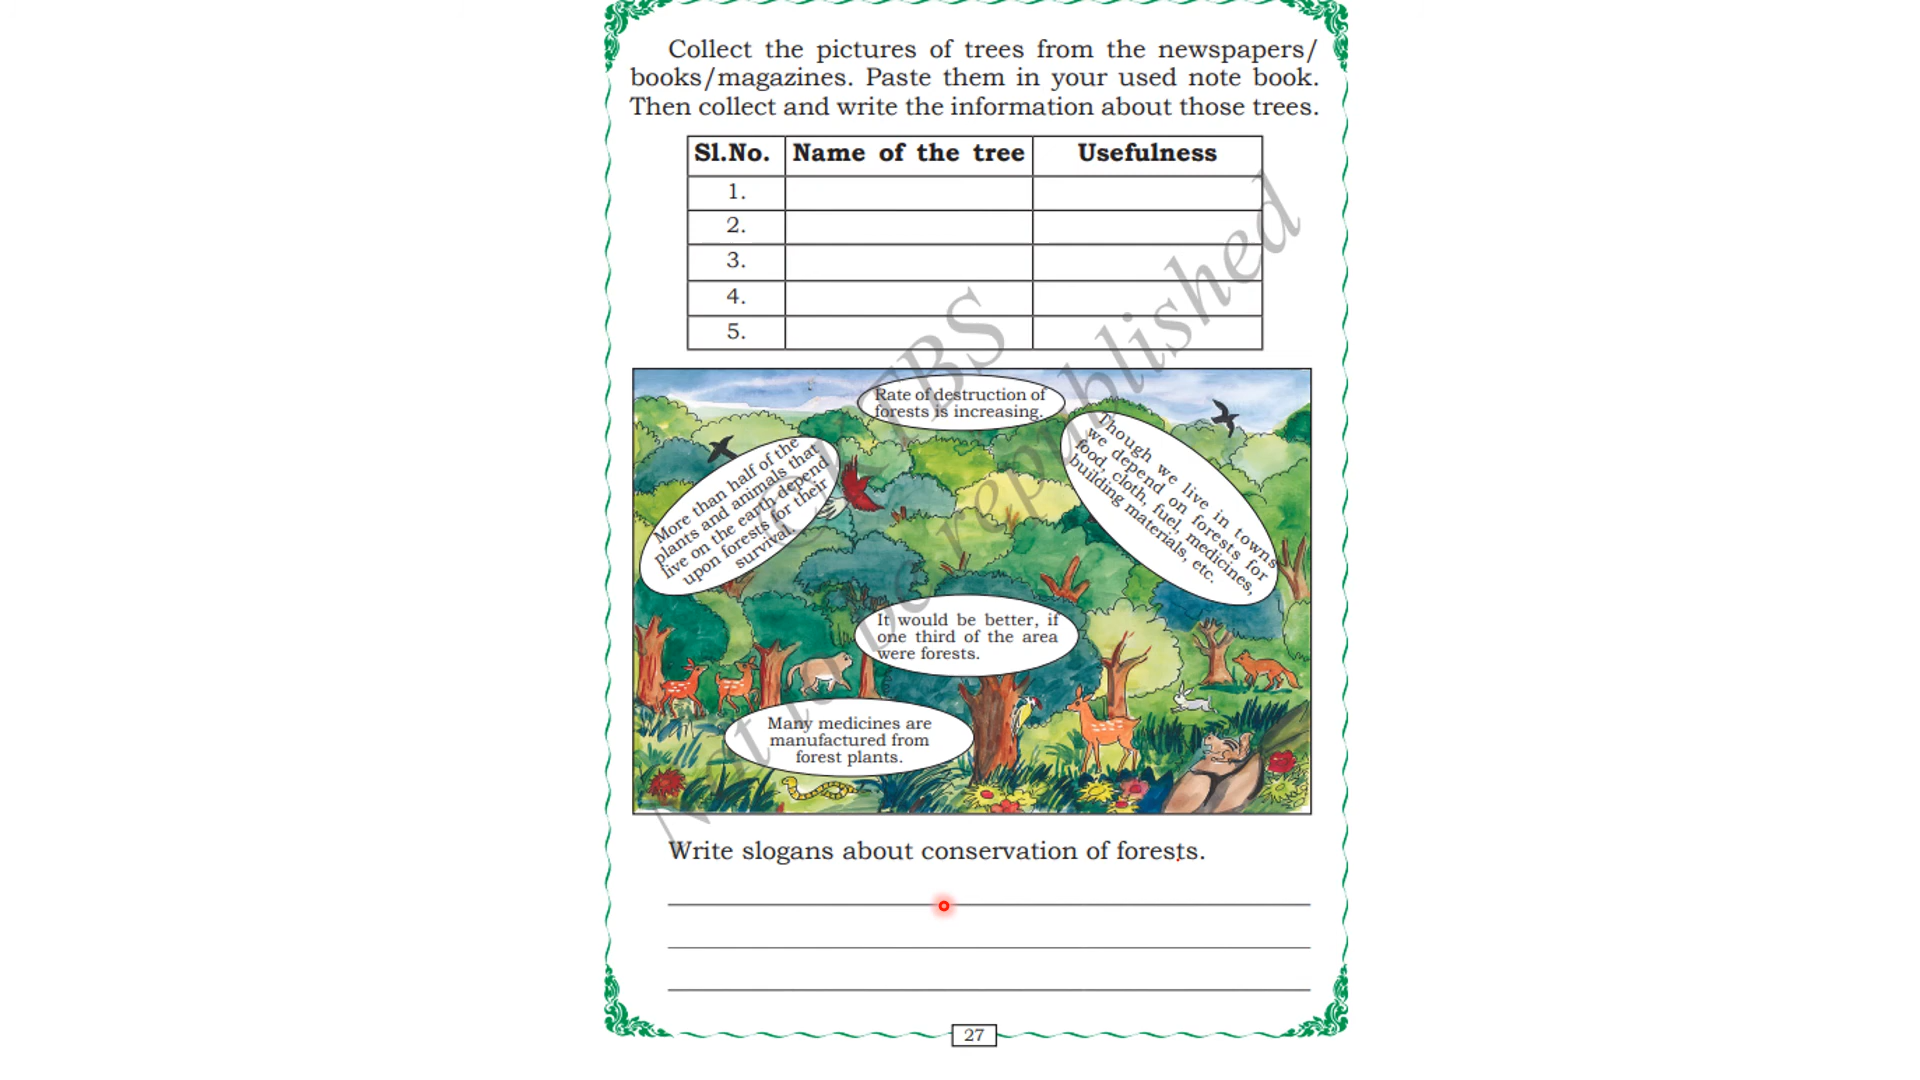 Collect the pictures of trees from the newspapers/
books/magazines. Paste them in your used note book.
Then collect and write the information about those trees.
Sl.No. Name of the tree Usefulness
1.
2.
3.
4.
5.
Rate of destruction of
forests is increasing.
More than half of the
plants and animals that
live on the earth depend
upon forests for their
survival.
Though we live in towns
we depend on forests for
food, cloth, fuel, medicines,
building materials, etc.
It would be better, if
one third of the area
were forests.
Many medicines are
manufactured from
forest plants.
©KTBS
Not to be republished
Write slogans about conservation of forests.
27